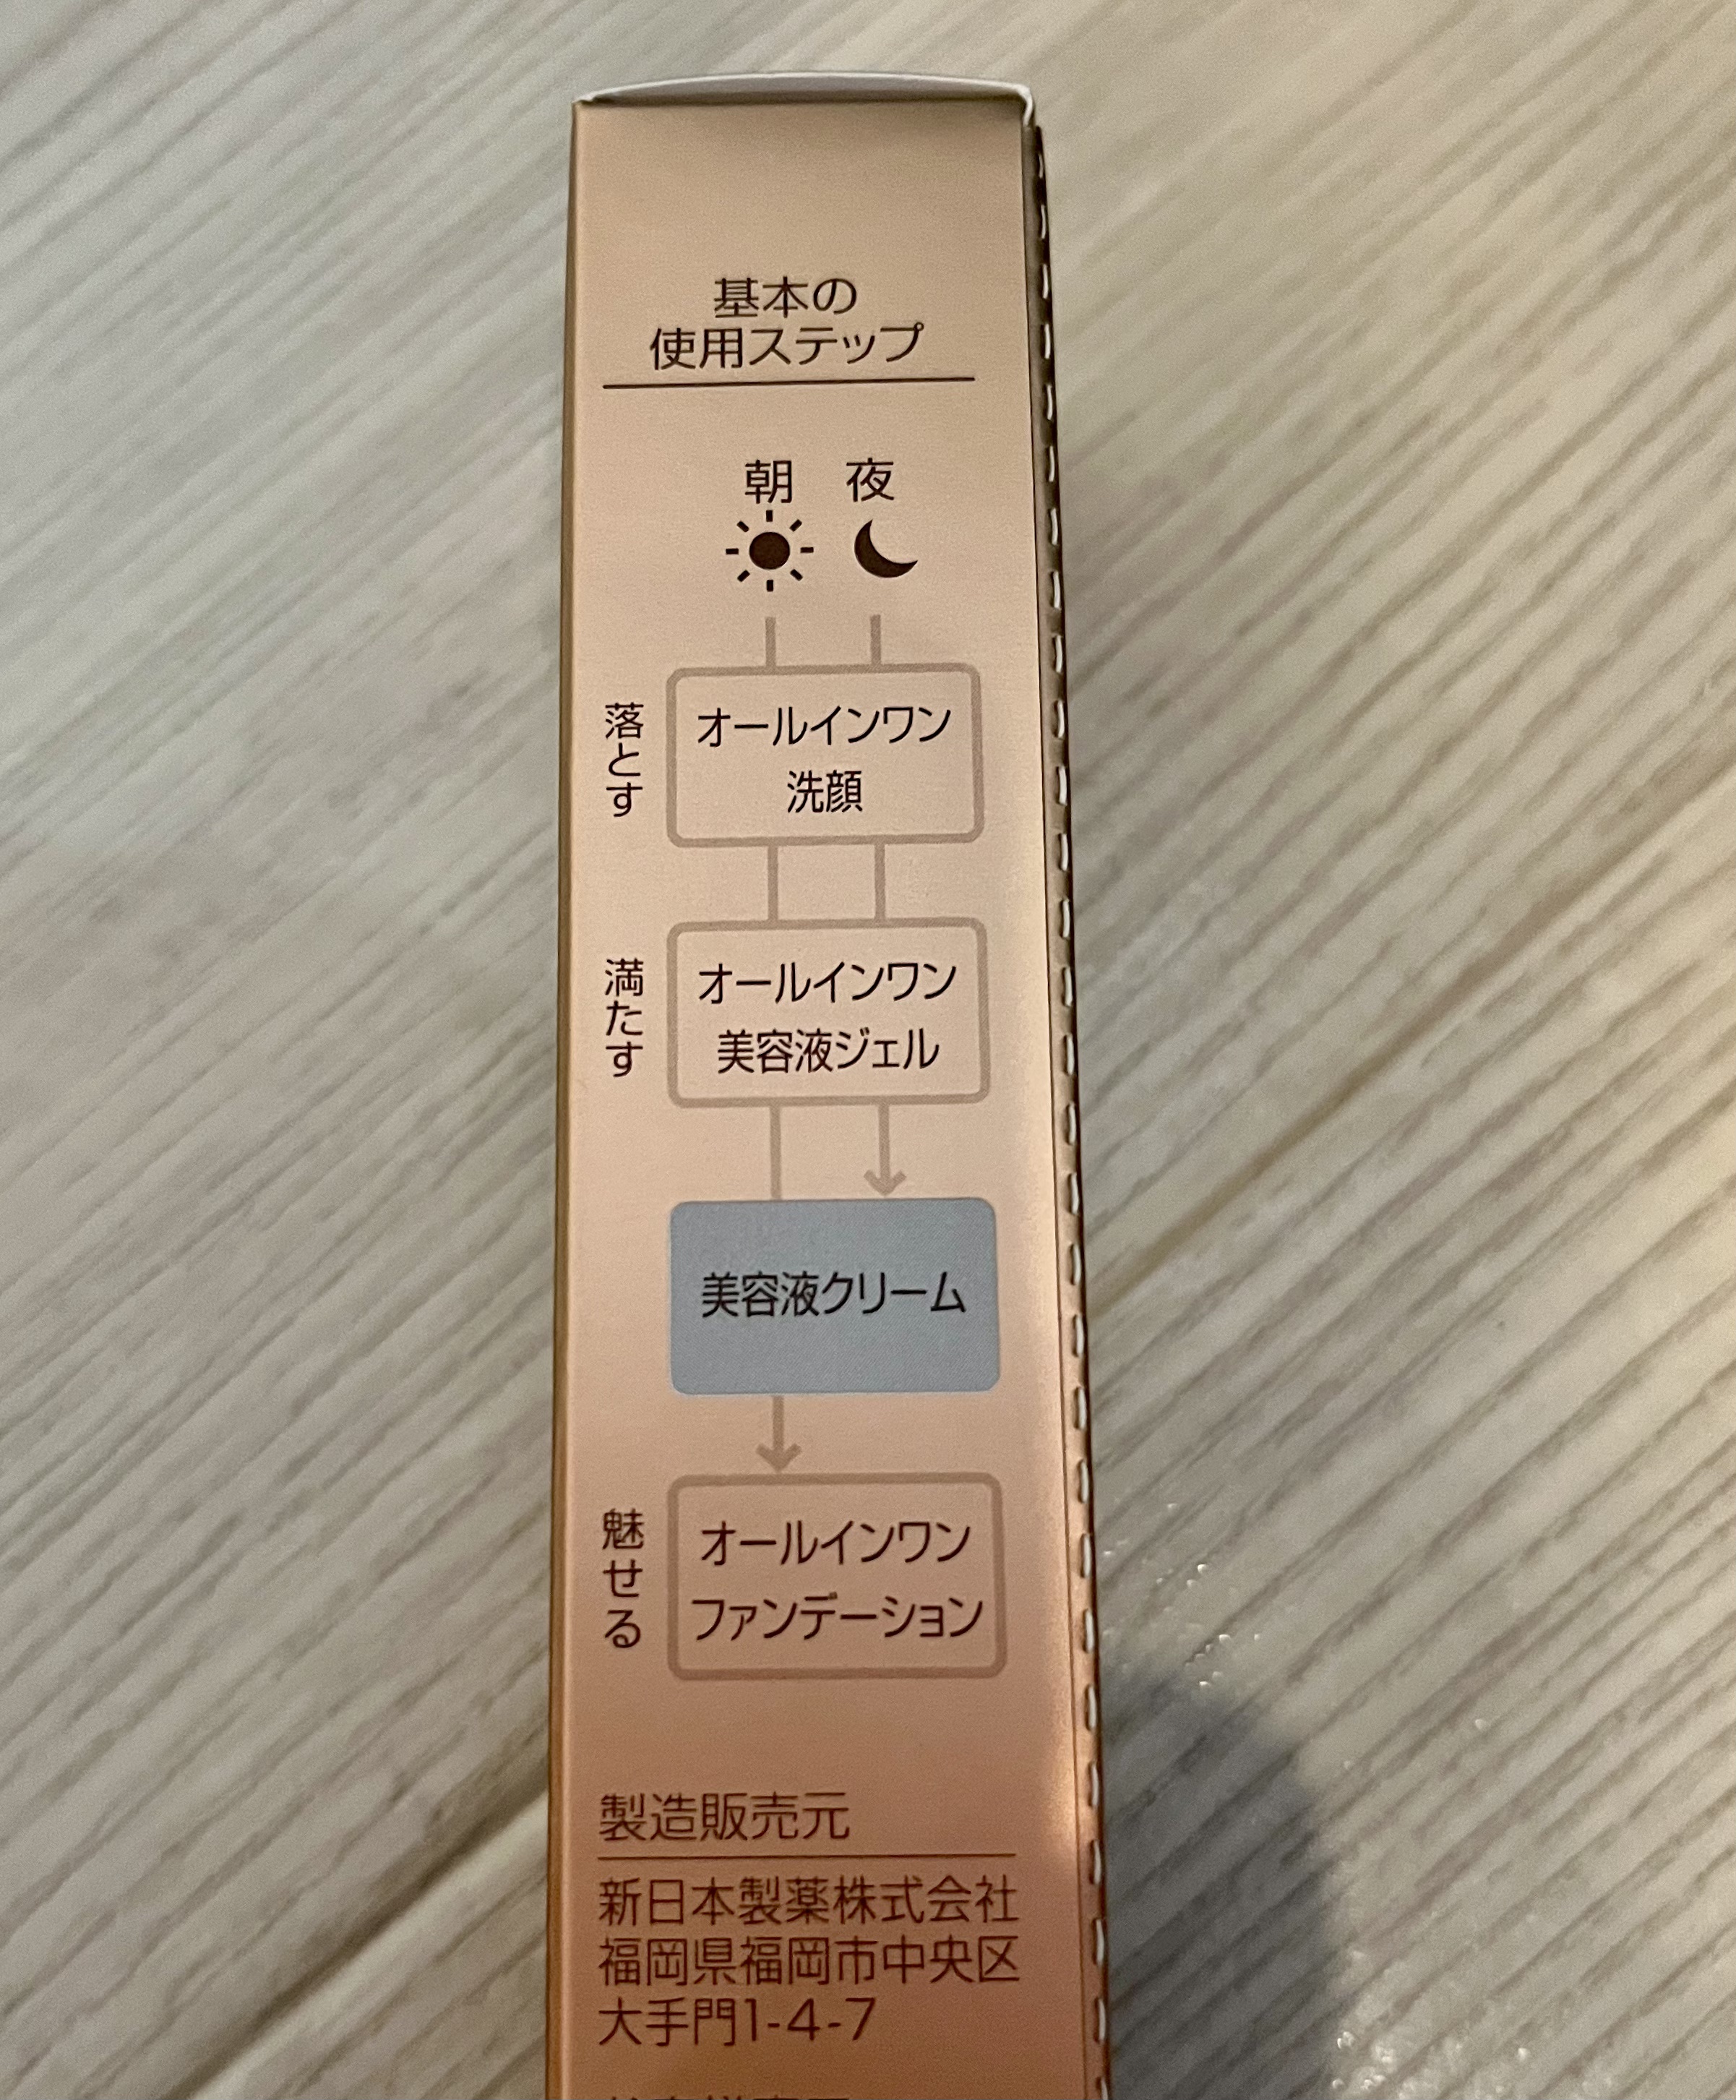 基本の
使用ステップ
朝 夜
落とす
オールインワン
洗顔
満たす
オールインワン
美容液ジェル
美容液クリーム
魅せる
オールインワン
ファンデーション
製造販売元
新日本製薬株式会社
福岡県福岡市中央区
大手門1-4-7